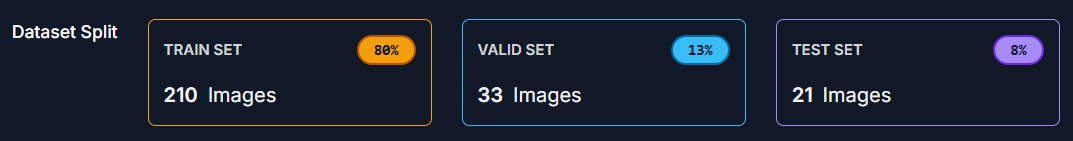 Dataset Split
TRAIN SET 80%
210 Images
VALID SET 13%
33 Images
TEST SET 8%
21 Images